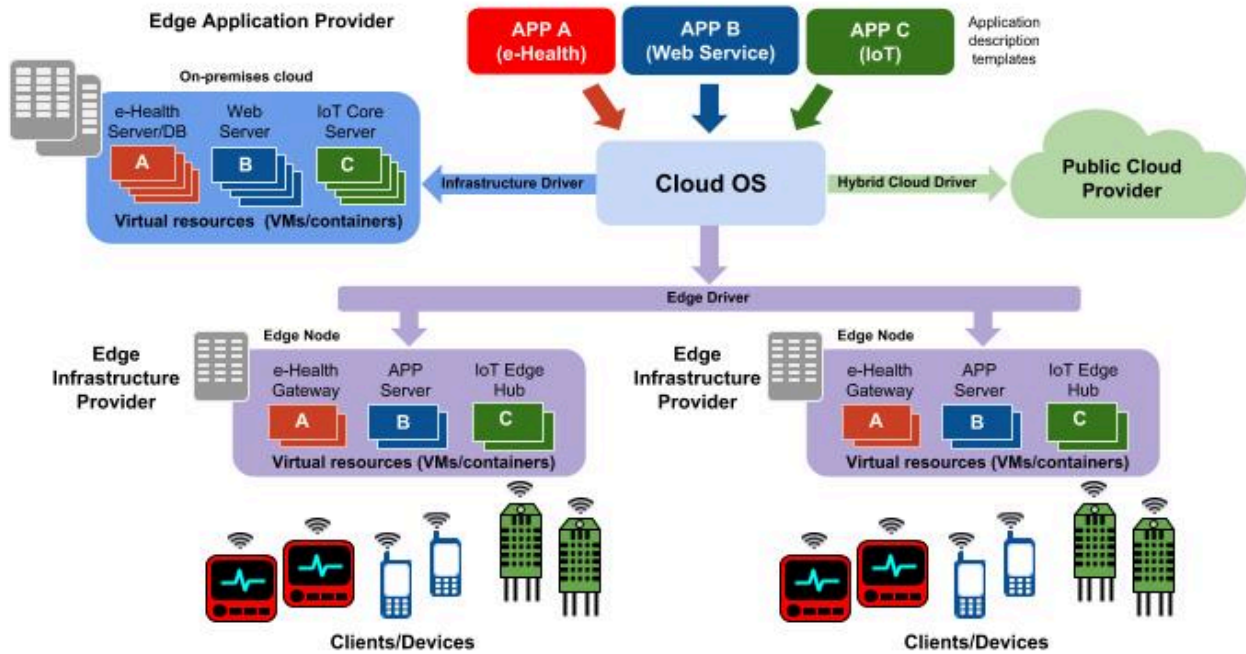 Edge Application Provider
APP A
(e-Health)
APP B
(Web Service)
APP C
(IoT)
Application
description
templates
On-premises cloud
e-Health
Server/DB
Web
Server
IoT Core
Server
A
B
C
Virtual resources (VMs/containers)
Infrastructure Driver
Cloud OS
Hybrid Cloud Driver
Public Cloud
Provider
Edge Driver
Edge
Infrastructure
Provider
Edge Node
e-Health
Gateway
APP
Server
IoT Edge
Hub
A
B
C
Virtual resources (VMs/containers)
Clients/Devices
Edge
Infrastructure
Provider
Edge Node
e-Health
Gateway
APP
Server
IoT Edge
Hub
A
B
C
Virtual resources (VMs/containers)
Clients/Devices